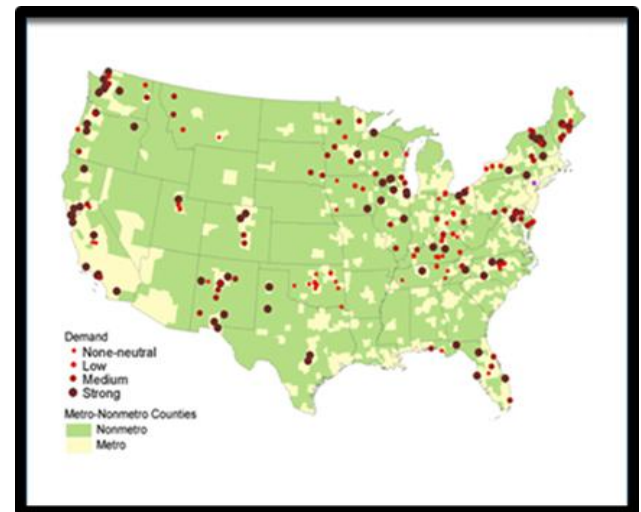 Demand
None-neutral
Low
Medium
Strong
Metro-Nonmetro Counties
Nonmetro
Metro